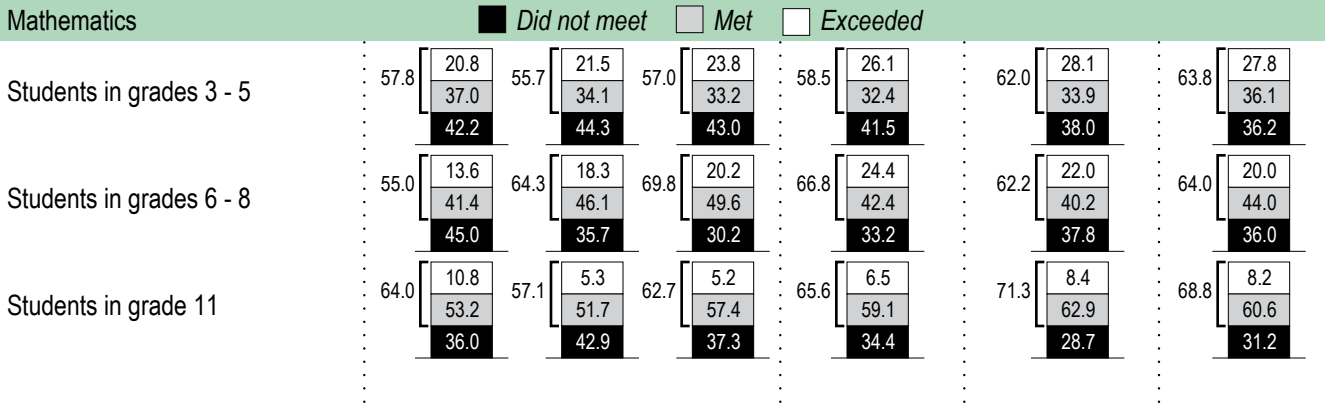 Mathematics Did not meet Met Exceeded
20.8 21.5 23.8 26.1 28.1 27.8
57.8 55.7 57.0 58.5 62.0 63.8
Students in grades 3 - 5 37.0 34.1 33.2 32.4 33.9 36.1
42.2 44.3 43.0 41.5 38.0 36.2
13.6 18.3 20.2 24.4 22.0 20.0
55.0 64.3 69.8 66.8 62.2 64.0
Students in grades 6 - 8 41.4 46.1 49.6 42.4 40.2 44.0
45.0 35.7 30.2 33.2 37.8 36.0
10.8 5.3 5.2 6.5 8.4 8.2
64.0 57.1 62.7 65.6 71.3 68.8
Students in grade 11 53.2 51.7 57.4 59.1 62.9 60.6
36.0 42.9 37.3 34.4 28.7 31.2